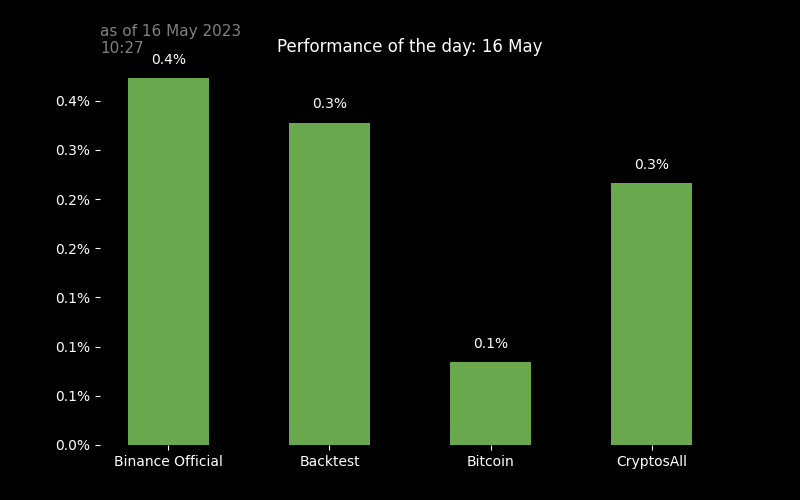 as of 16 May 2023
10:27
Performance of the day: 16 May
0.4%
0.3%
0.1%
0.3%
0.4%
0.3%
0.2%
0.2%
0.1%
0.1%
0.1%
0.0%
Binance Official
Backtest
Bitcoin
CryptosAll